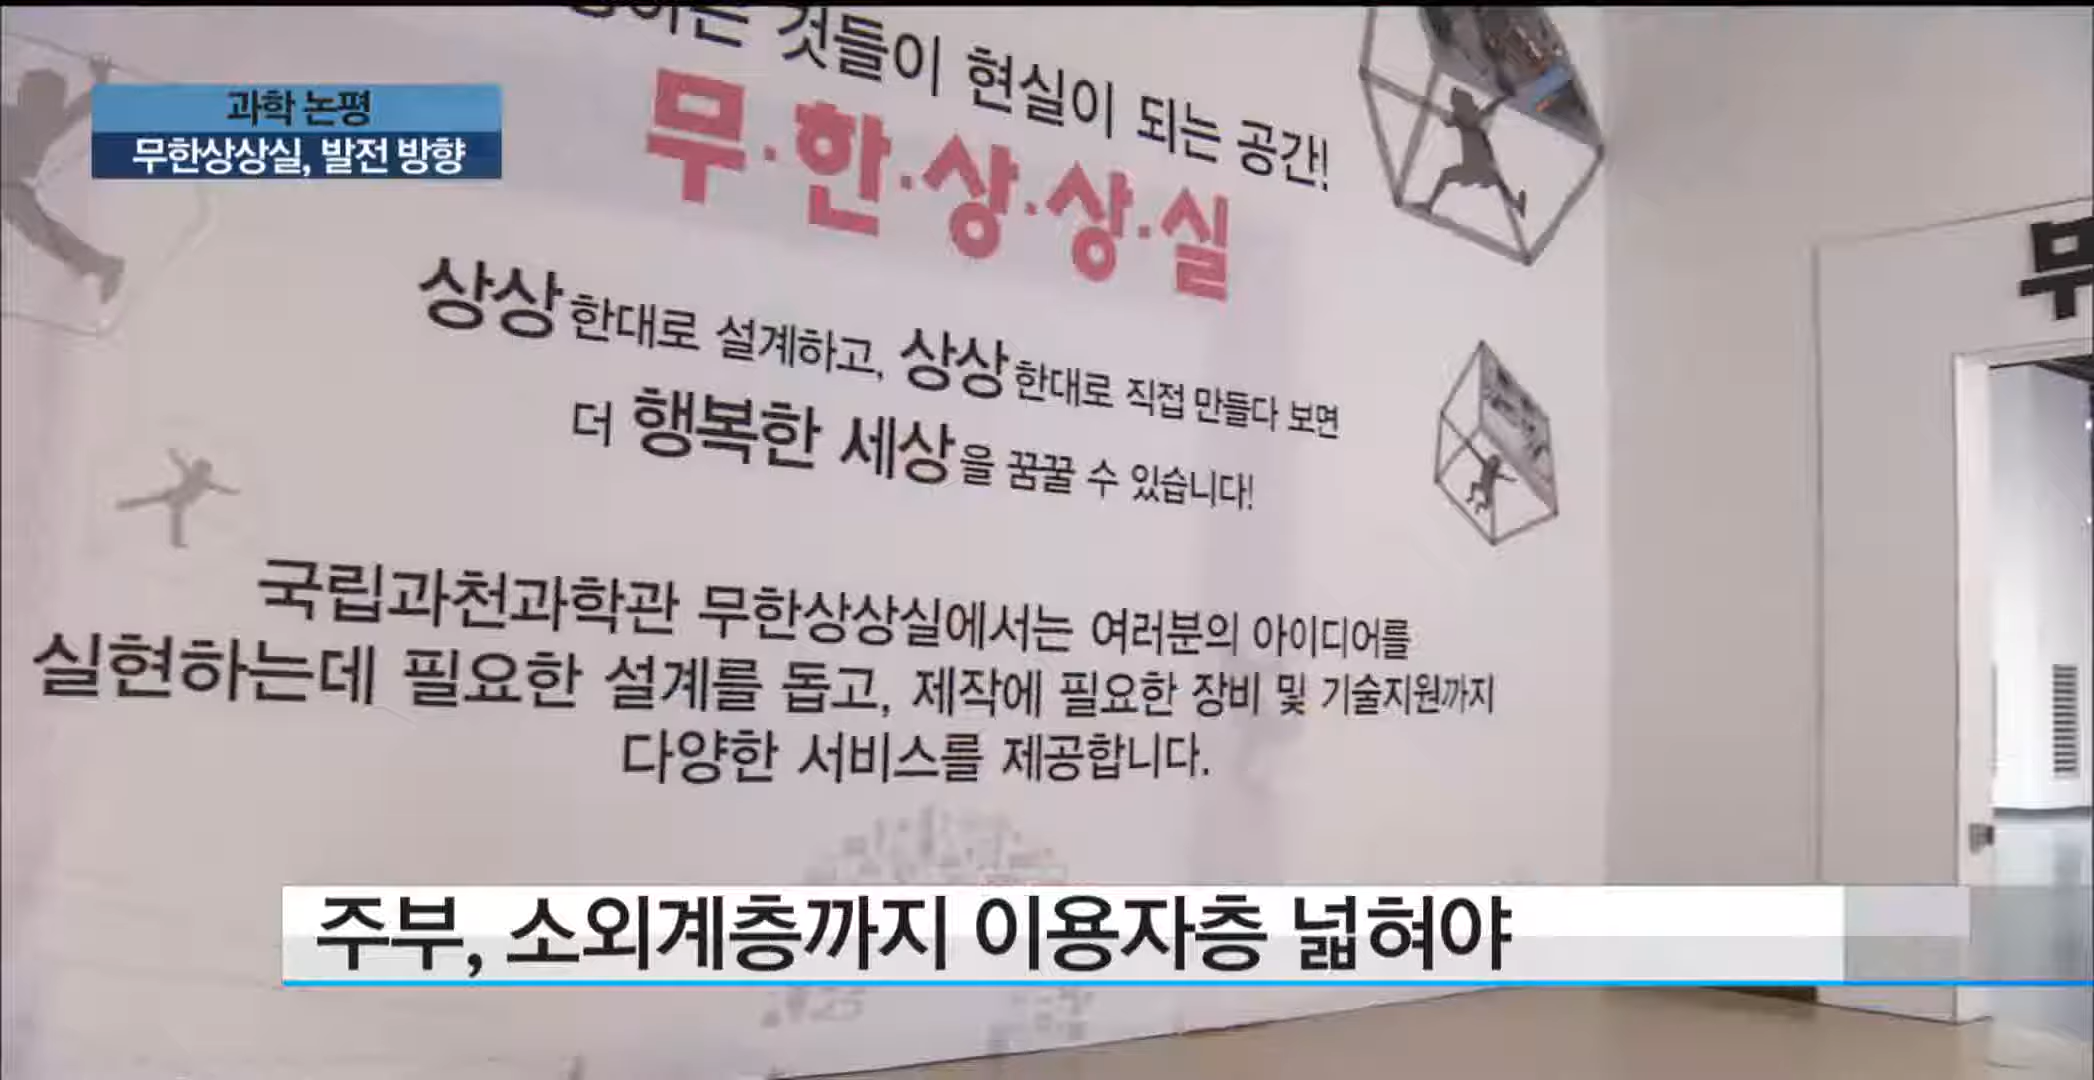 과학 논평
무한상상실, 발전 방향
것들이 현실이 되는 공간!
무·한·상·상·실
상상한대로 설계하고, 상상한대로 직접 만들다 보면
더 행복한 세상을 꿈꿀 수 있습니다!
국립과천과학관 무한상상실에서는 여러분의 아이디어를
실현하는데 필요한 설계를 돕고, 제작에 필요한 장비 및 기술지원까지
다양한 서비스를 제공합니다.
무
주부, 소외계층까지 이용자층 넓혀야